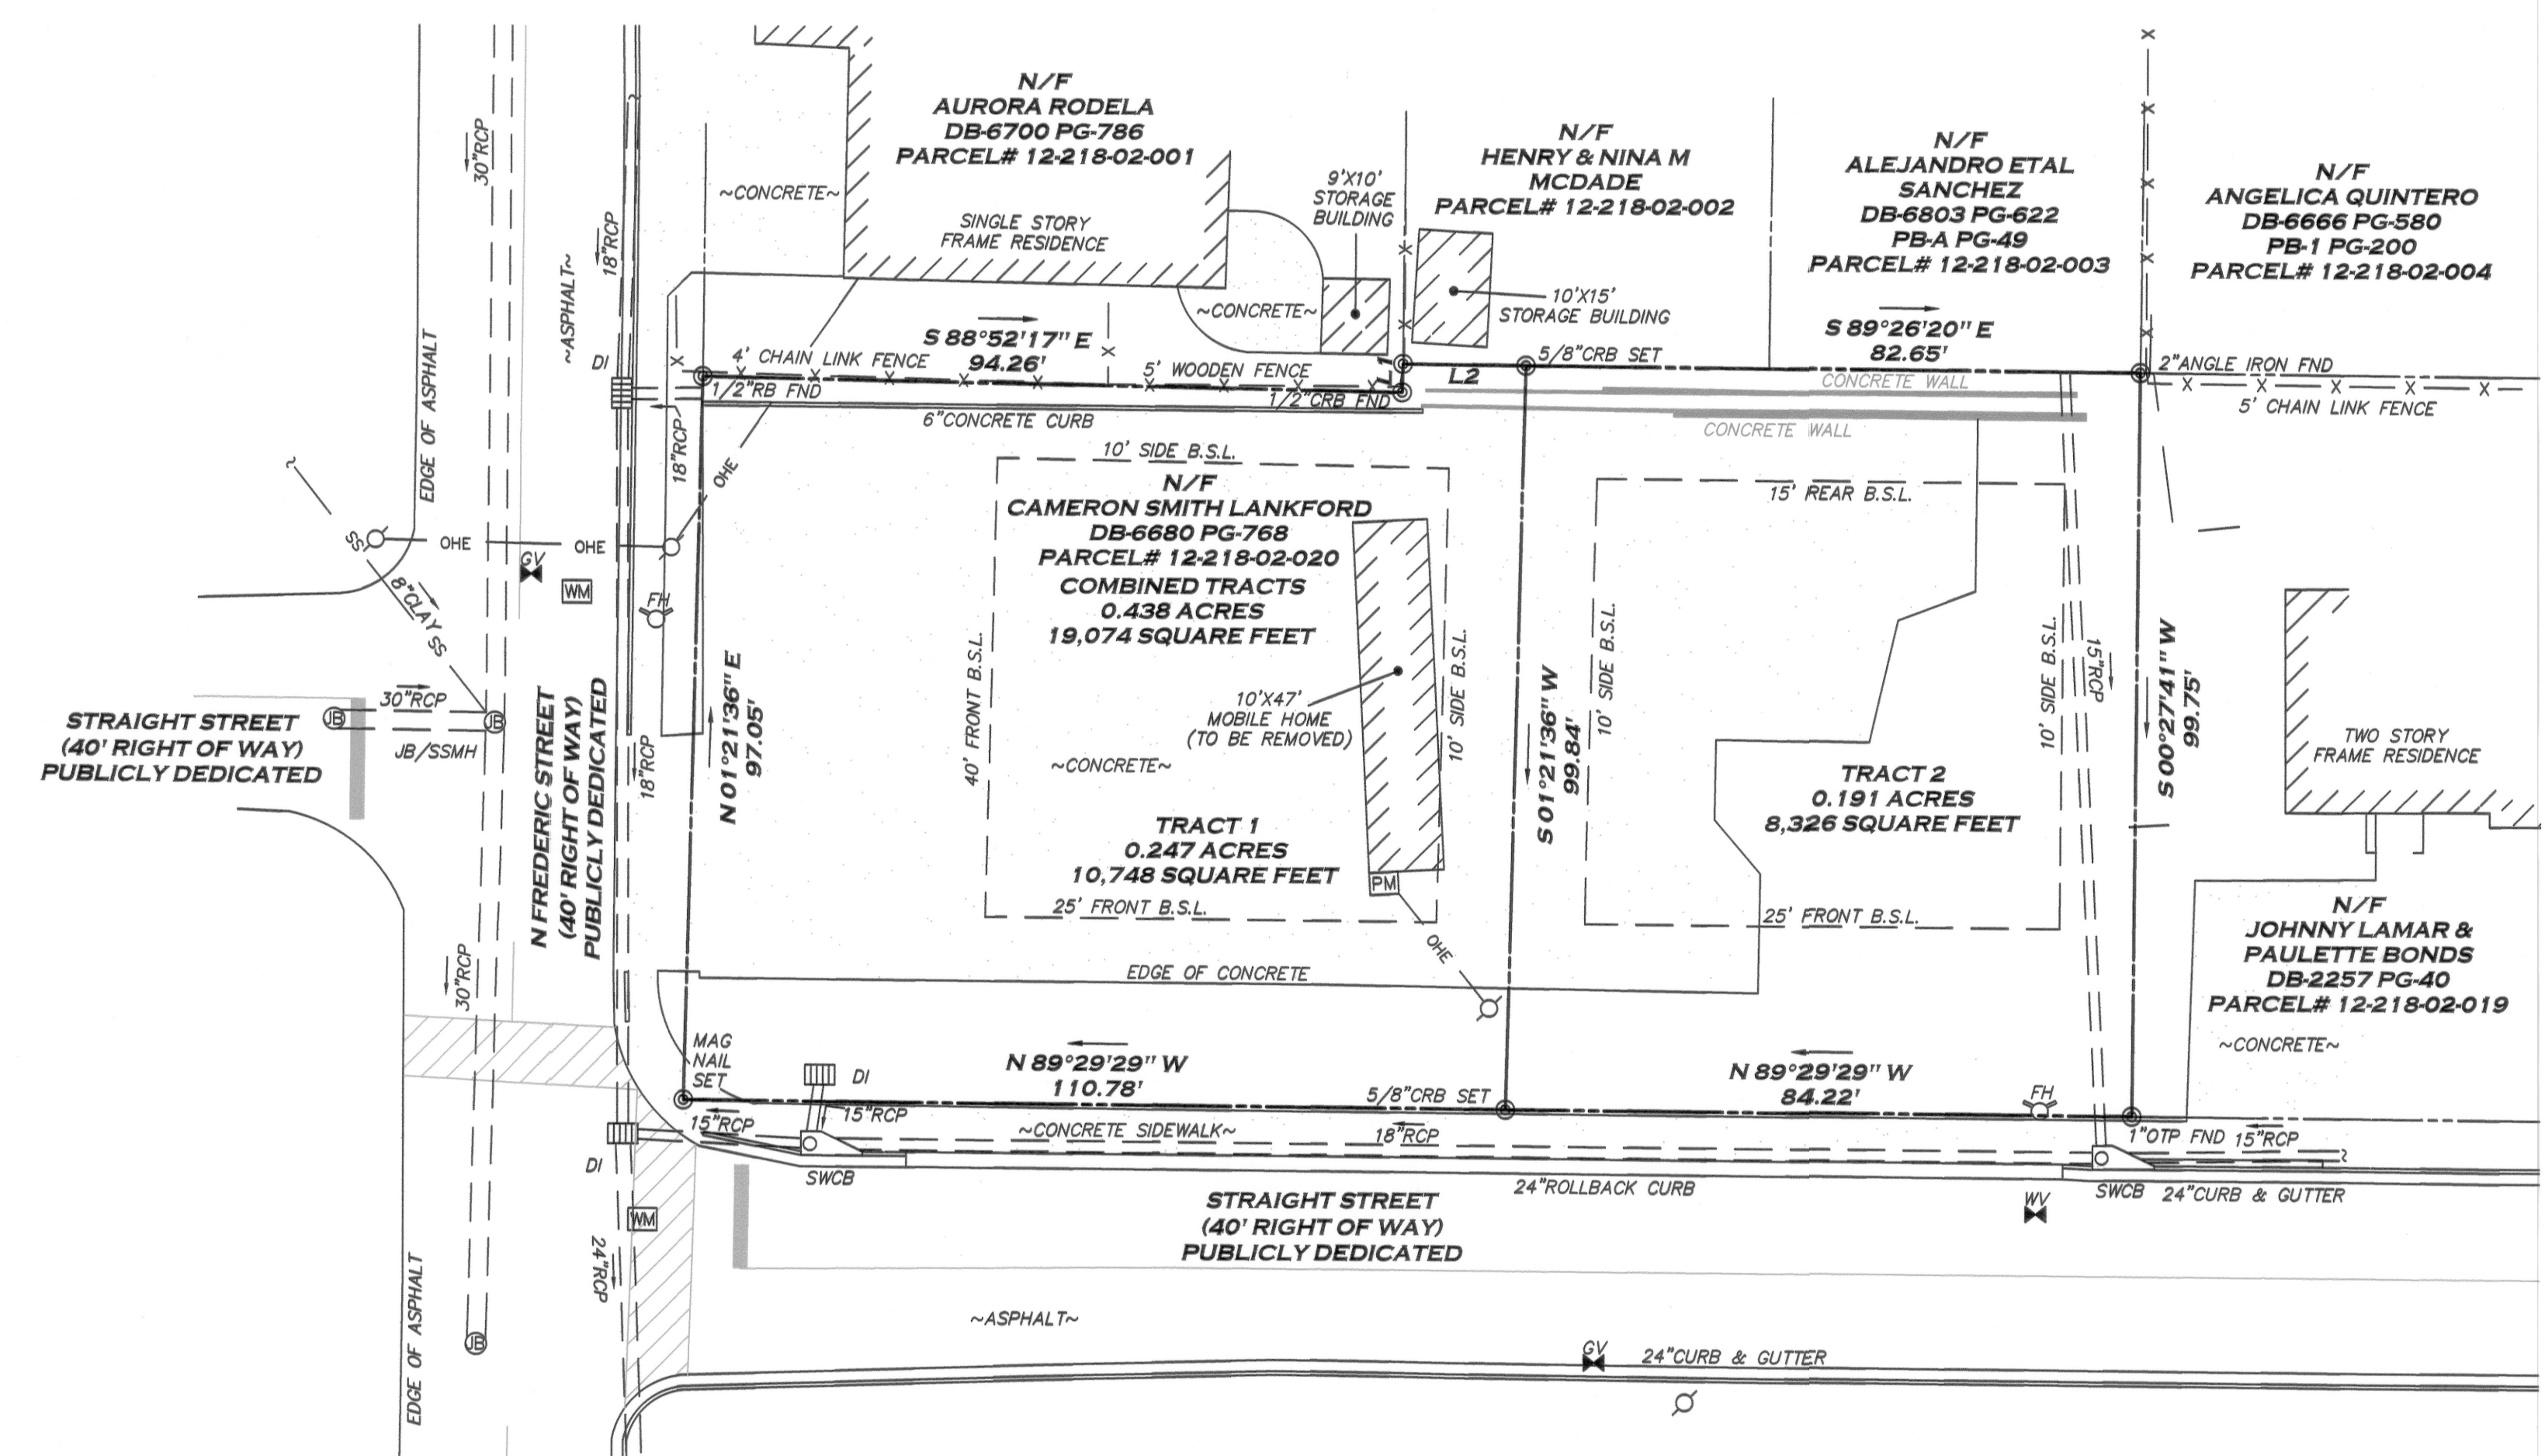 N/F
AURORA RODELA
DB-6700 PG-786
PARCEL# 12-218-02-001
~CONCRETE~
SINGLE STORY
FRAME RESIDENCE
9'X10'
STORAGE
BUILDING
N/F
HENRY & NINA M
MCDADE
PARCEL# 12-218-02-002
10'X15'
STORAGE BUILDING
N/F
ALEJANDRO ETAL
SANCHEZ
DB-6803 PG-622
PB-A PG-49
PARCEL# 12-218-02-003
N/F
ANGELICA QUINTERO
DB-6666 PG-580
PB-1 PG-200
PARCEL# 12-218-02-004
30"RCP
18"RCP
~ASPHALT~
EDGE OF ASPHALT
DI
~CONCRETE~
S 88°52'17" E
94.26'
4' CHAIN LINK FENCE
5' WOODEN FENCE
1/2"RB FND
1/2"CRB FND
L1
L2
5/8"CRB SET
S 89°26'20" E
82.65'
2"ANGLE IRON FND
5' CHAIN LINK FENCE
CONCRETE WALL
CONCRETE WALL
6"CONCRETE CURB
18"RCP
OHE
10' SIDE B.S.L.
N/F
CAMERON SMITH LANKFORD
DB-6680 PG-768
PARCEL# 12-218-02-020
COMBINED TRACTS
0.438 ACRES
19,074 SQUARE FEET
15' REAR B.S.L.
SS
OHE
OHE
GV
WM
FH
8"CLAY SS
30"RCP
JB
JB
JB/SSMH
STRAIGHT STREET
(40' RIGHT OF WAY)
PUBLICLY DEDICATED
N FREDERIC STREET
(40' RIGHT OF WAY)
PUBLICLY DEDICATED
18"RCP
N 01°21'36" E
97.05'
40' FRONT B.S.L.
10'X47'
MOBILE HOME
(TO BE REMOVED)
~CONCRETE~
10' SIDE B.S.L.
S 01°21'36" W
99.84'
10' SIDE B.S.L.
10' SIDE B.S.L.
15"RCP
S 00°27'41" W
99.75'
TWO STORY
FRAME RESIDENCE
TRACT 1
0.247 ACRES
10,748 SQUARE FEET
PM
TRACT 2
0.191 ACRES
8,326 SQUARE FEET
25' FRONT B.S.L.
25' FRONT B.S.L.
OHE
EDGE OF CONCRETE
N/F
JOHNNY LAMAR &
PAULETTE BONDS
DB-2257 PG-40
PARCEL# 12-218-02-019
~CONCRETE~
30"RCP
MAG
NAIL
SET
DI
15"RCP
15"RCP
N 89°29'29" W
110.78'
5/8"CRB SET
N 89°29'29" W
84.22'
FH
1"OTP FND
15"RCP
~CONCRETE SIDEWALK~
18"RCP
DI
SWCB
24"ROLLBACK CURB
WV
SWCB
24"CURB & GUTTER
WM
24"RCP
STRAIGHT STREET
(40' RIGHT OF WAY)
PUBLICLY DEDICATED
EDGE OF ASPHALT
JB
~ASPHALT~
GV
24"CURB & GUTTER